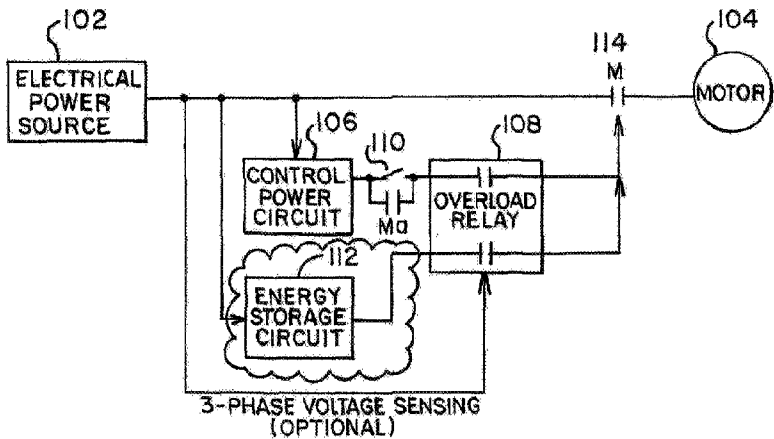 102
104
114
M
ELECTRICAL
POWER
SOURCE
MOTOR
106
110
108
CONTROL
POWER
CIRCUIT
OVERLOAD
RELAY
Ma
112
ENERGY
STORAGE
CIRCUIT
3-PHASE VOLTAGE SENSING
(OPTIONAL)